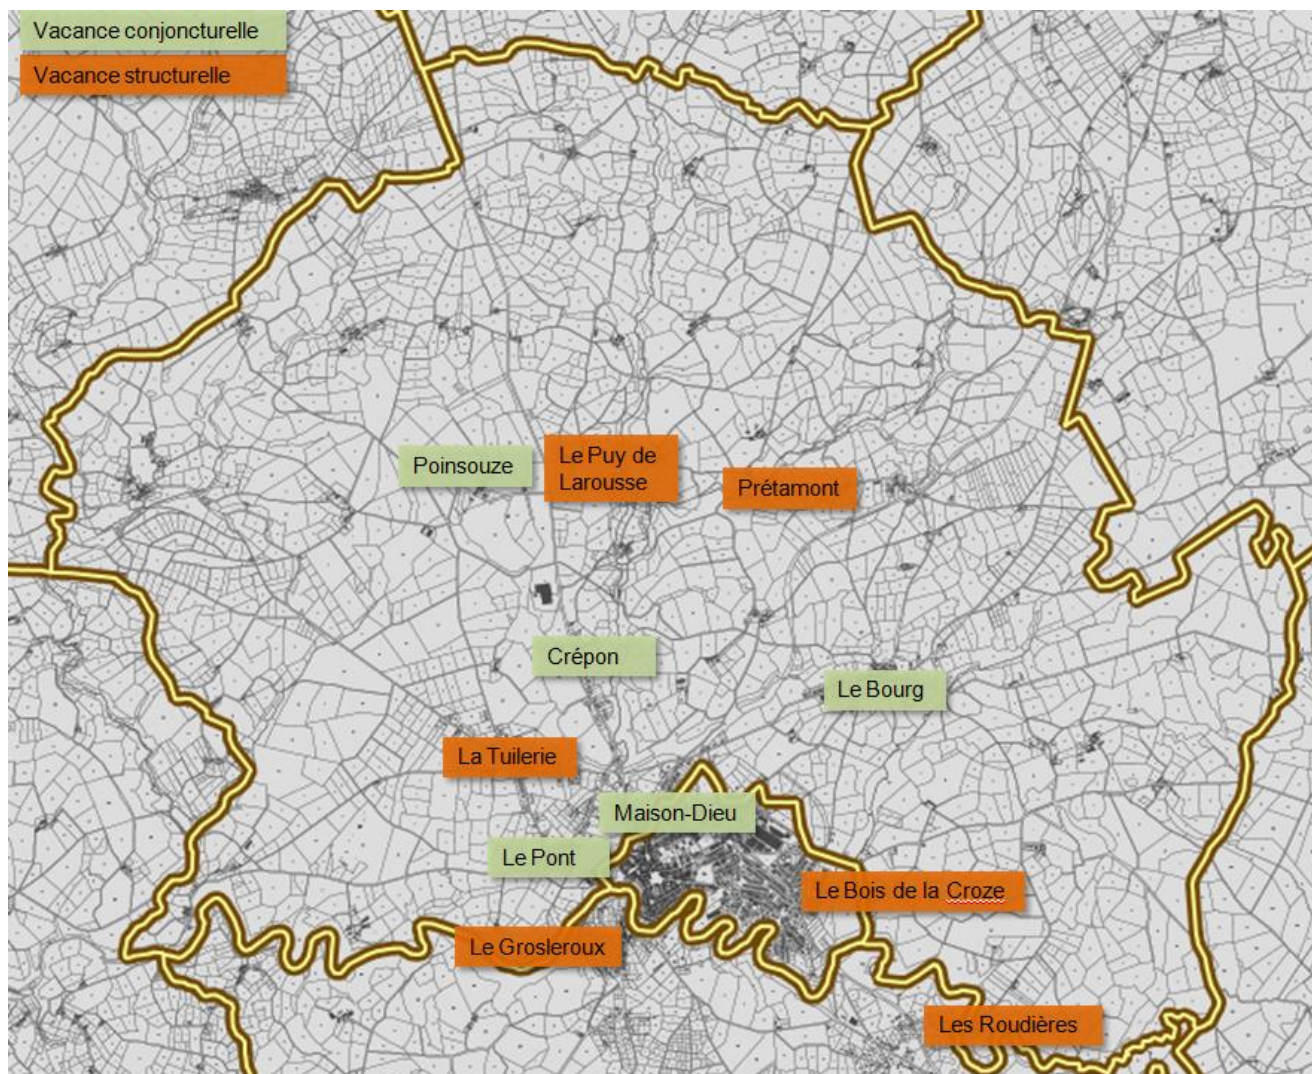 Vacance conjoncturelle
Vacance structurelle
Poinsouze
Le Puy de
Larousse
Prétamont
Crépon
Le Bourg
La Tuilerie
Maison-Dieu
Le Pont
Le Bois de la Croze
Le Grosleroux
Les Roudières